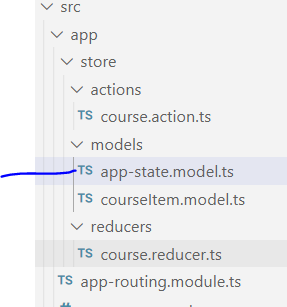 src
app
store
actions
TS course.action.ts
models
TS app-state.model.ts
TS courseItem.model.ts
reducers
TS course.reducer.ts
TS app-routing.module.ts